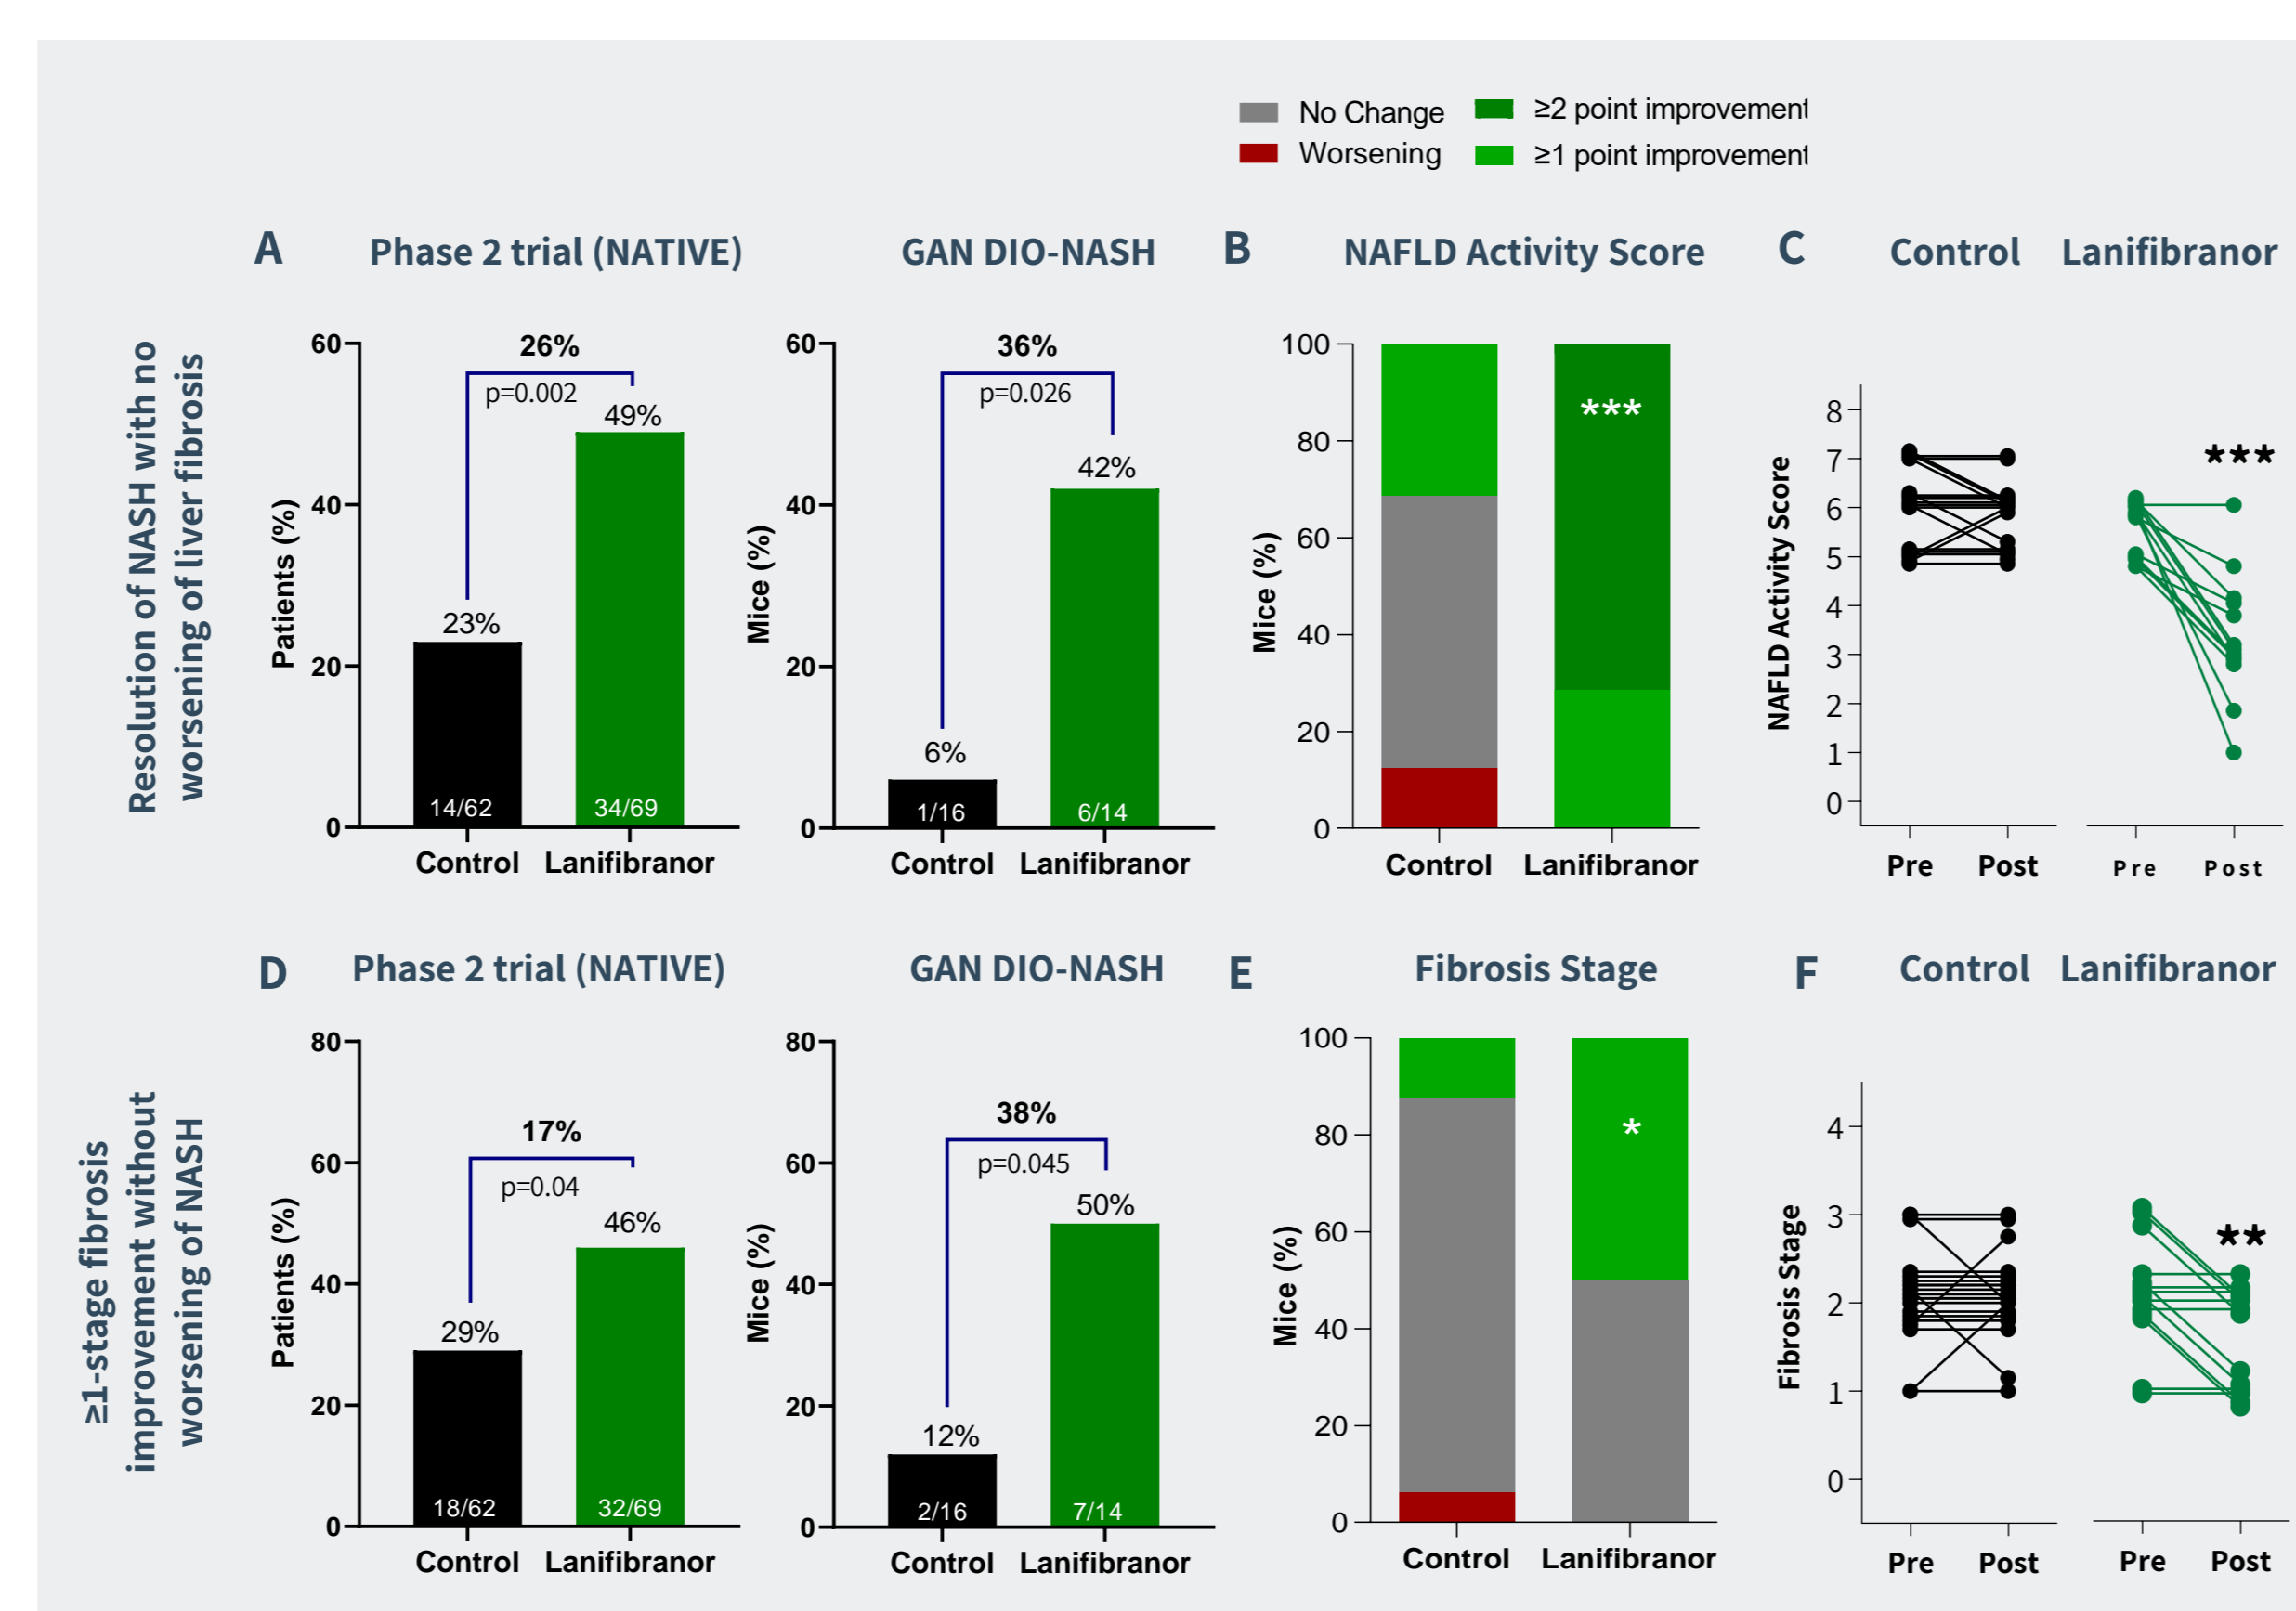 No Change
≥2 point improvement
Worsening
≥1 point improvement
A
Phase 2 trial (NATIVE)
GAN DIO-NASH
B
NAFLD Activity Score
C
Control
Lanifibranor
Resolution of NASH with no
worsening of liver fibrosis
Patients (%)
60
40
20
0
26%
p=0.002
49%
23%
14/62
34/69
Control
Lanifibranor
Mice (%)
60
40
20
0
36%
p=0.026
42%
6%
1/16
6/14
Control
Lanifibranor
Mice (%)
100
80
60
40
20
0
***
Control
Lanifibranor
NAFLD Activity Score
8
7
6
5
4
3
2
1
0
***
Pre
Post
Pre
Post
D
Phase 2 trial (NATIVE)
GAN DIO-NASH
E
Fibrosis Stage
F
Control
Lanifibranor
≥1-stage fibrosis
improvement without
worsening of NASH
Patients (%)
80
60
40
20
0
17%
p=0.04
46%
29%
18/62
32/69
Control
Lanifibranor
Mice (%)
80
60
40
20
0
38%
p=0.045
50%
12%
2/16
7/14
Control
Lanifibranor
Mice (%)
100
80
60
40
20
0
*
Control
Lanifibranor
Fibrosis Stage
4
3
2
1
0
**
Pre
Post
Pre
Post